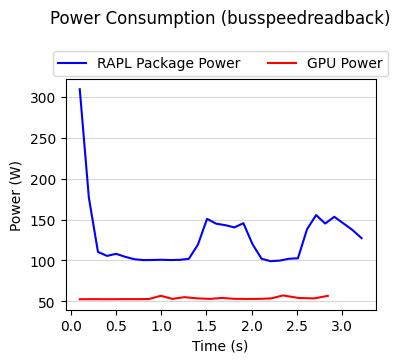 Power Consumption (busspeedreadback)
RAPL Package Power GPU Power
Power (W)
300
250
200
150
100
50
0.0 0.5 1.0 1.5 2.0 2.5 3.0
Time (s)